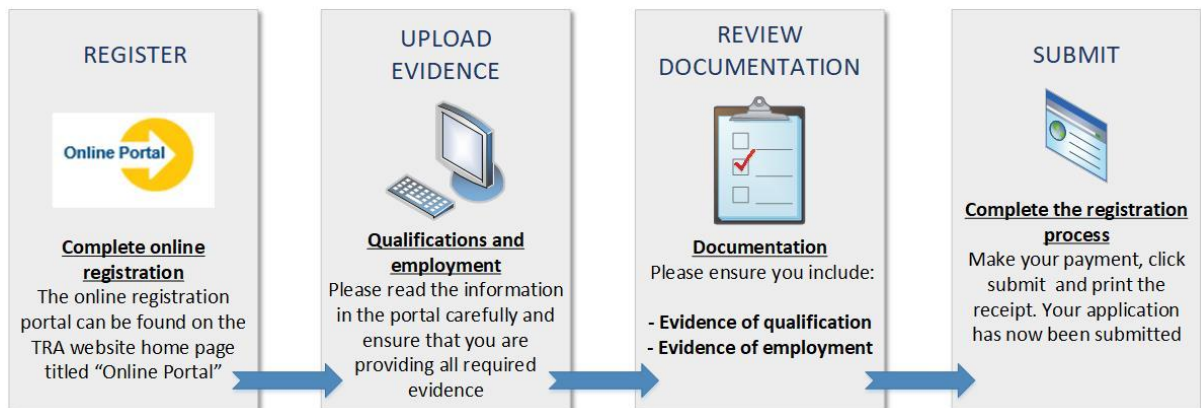 REGISTER
Online Portal
Complete online
registration
The online registration
portal can be found on the
TRA website home page
titled “Online Portal”
UPLOAD
EVIDENCE
Qualifications and
employment
Please read the information
in the portal carefully and
ensure that you are
providing all required
evidence
REVIEW
DOCUMENTATION
Documentation
Please ensure you include:
- Evidence of qualification
- Evidence of employment
SUBMIT
Complete the registration
process
Make your payment, click
submit and print the
receipt. Your application
has now been submitted